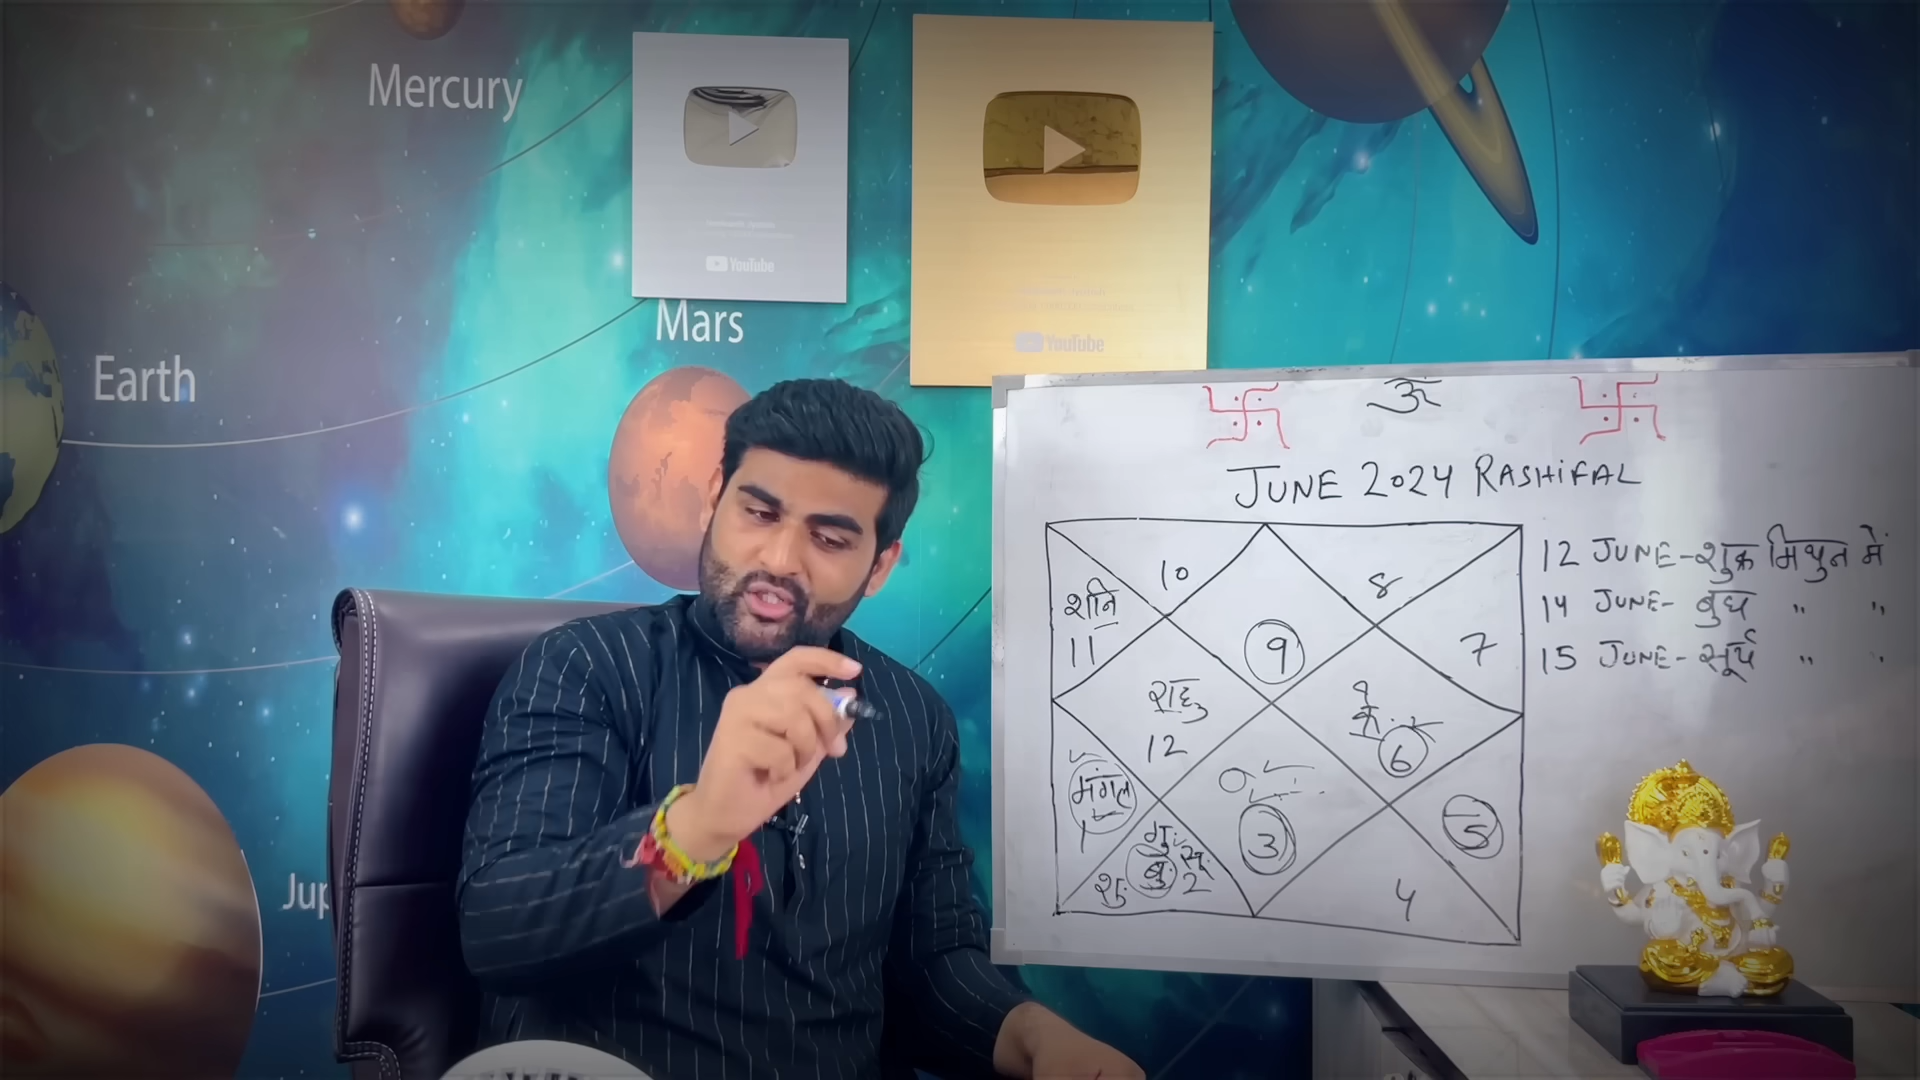 Mercury
YouTube
Mars
YouTube
Earth
Jup
ॐ
JUNE 2024 RASHIFAL
10
8
शनि
11
9
7
राहु
12
के.
6
मंगल
1
3
5
गु.
बु.
सू.
शु.
2
4
12 JUNE-शुक्र मिथुन में
14 JUNE- बुध " "
15 JUNE- सूर्य " "